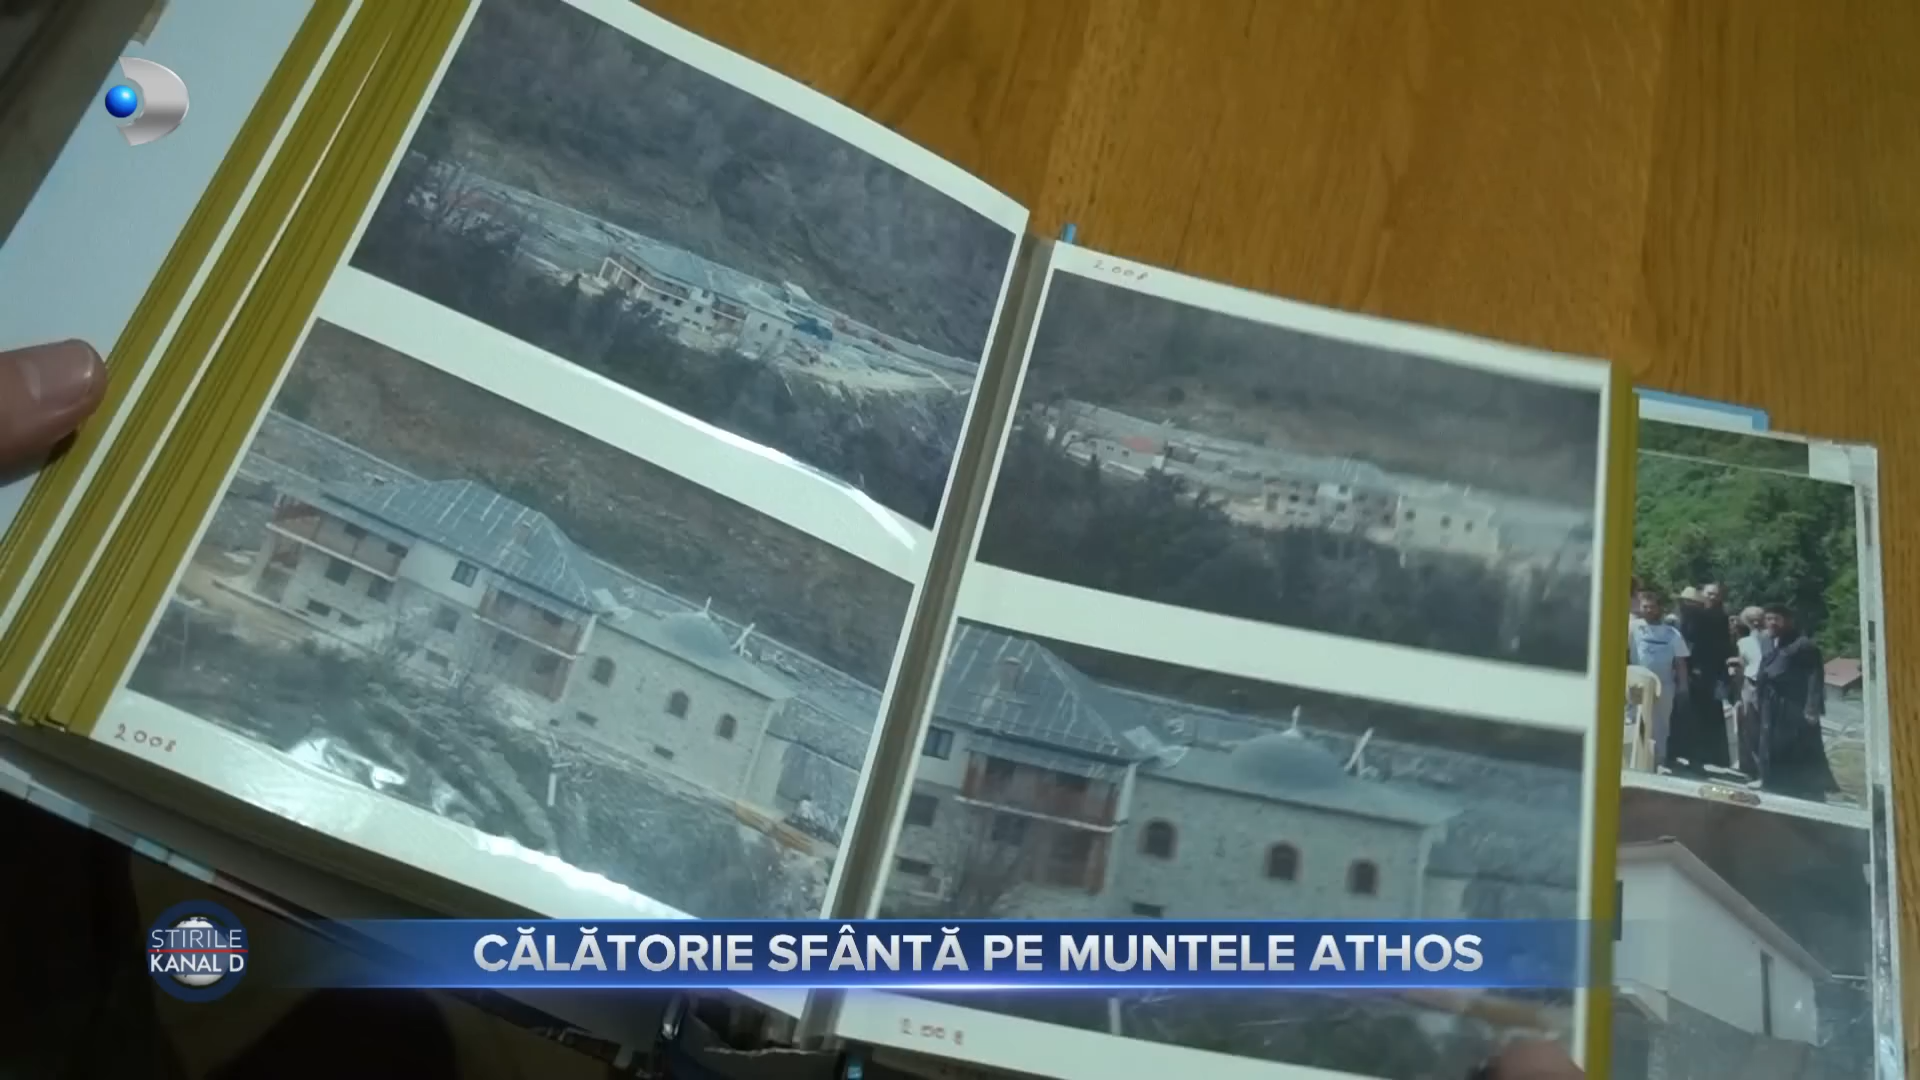 2008
2008
2008
ȘTIRILE
KANAL D
CĂLĂTORIE SFÂNTĂ PE MUNTELE ATHOS